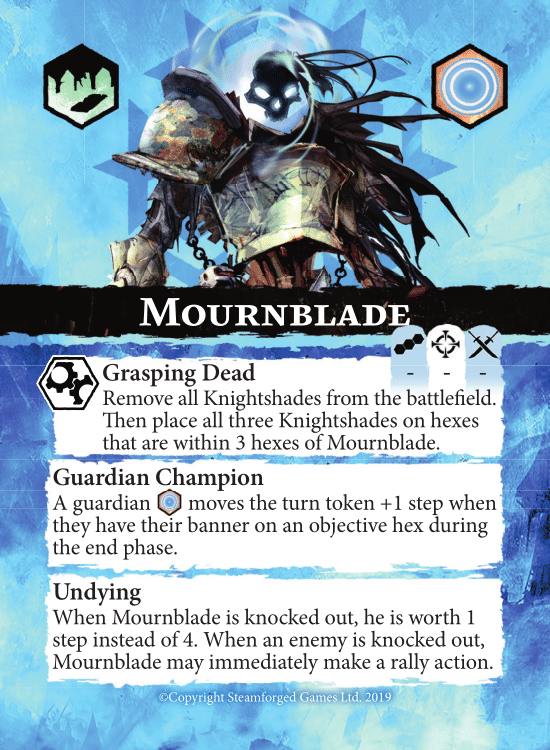 MOURNBLADE
Grasping Dead
- - -
Remove all Knightshades from the battlefield.
Then place all three Knightshades on hexes
that are within 3 hexes of Mournblade.
Guardian Champion
A guardian moves the turn token +1 step when
they have their banner on an objective hex during
the end phase.
Undying
When Mournblade is knocked out, he is worth 1
step instead of 4. When an enemy is knocked out,
Mournblade may immediately make a rally action.
©Copyright Steamforged Games Ltd. 2019